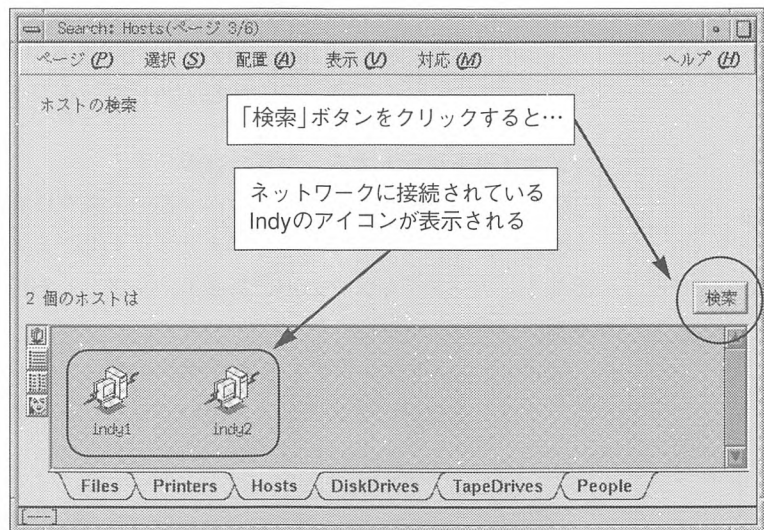 Search: Hosts(ページ 3/6)
ページ(P) 選択(S) 配置(A) 表示(V) 対応(M) ヘルプ(H)
ホストの検索
「検索」ボタンをクリックすると…
ネットワークに接続されている
Indyのアイコンが表示される
2 個のホストは
検索
indy1 indy2
Files Printers Hosts DiskDrives TapeDrives People
[---]